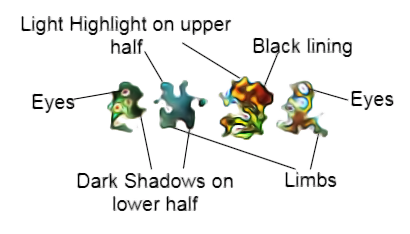 Light Highlight on upper
half
Black lining
Eyes
Eyes
Dark Shadows on
lower half
Limbs